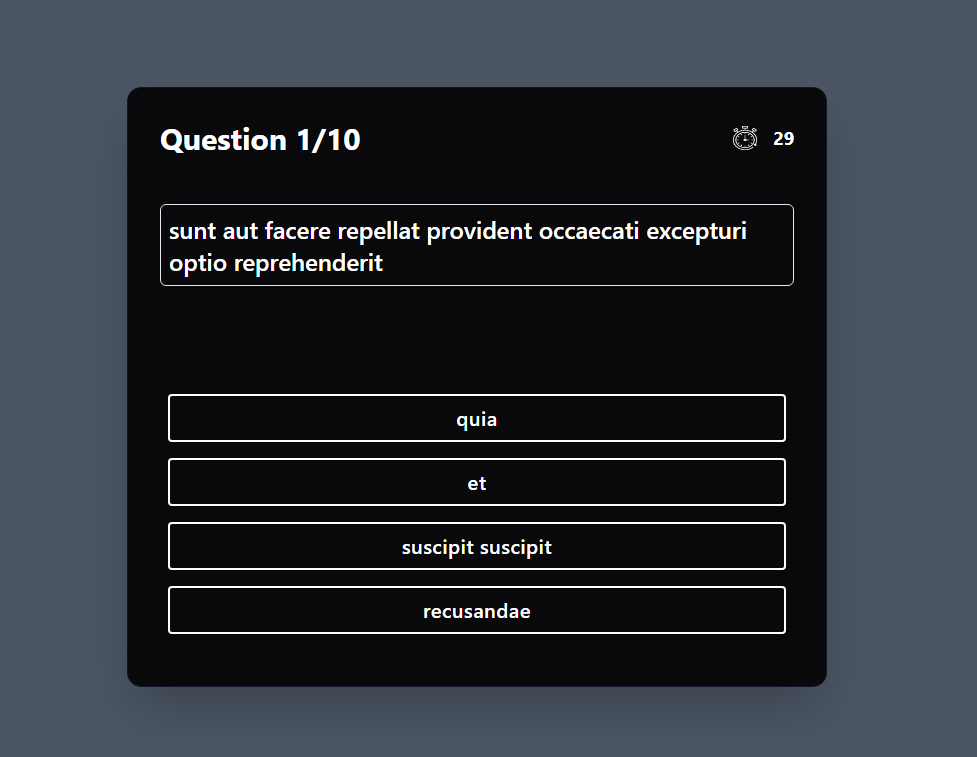 Question 1/10
29
sunt aut facere repellat provident occaecati excepturi
optio reprehenderit
quia
et
suscipit suscipit
recusandae